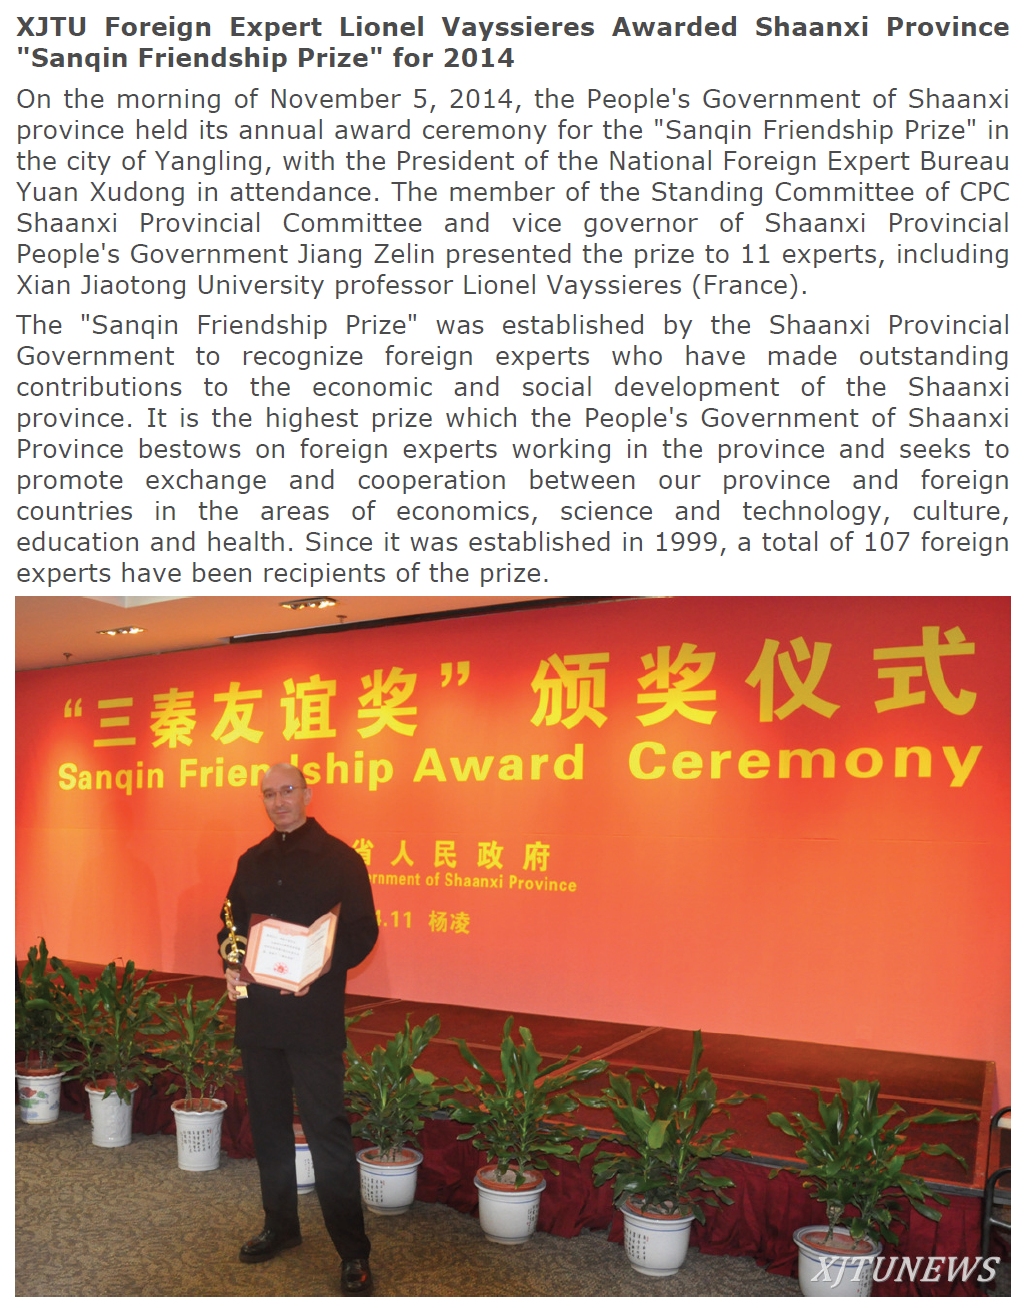 XJTU Foreign Expert Lionel Vayssieres Awarded Shaanxi Province
"Sanqin Friendship Prize" for 2014
On the morning of November 5, 2014, the People's Government of Shaanxi
province held its annual award ceremony for the "Sanqin Friendship Prize" in
the city of Yangling, with the President of the National Foreign Expert Bureau
Yuan Xudong in attendance. The member of the Standing Committee of CPC
Shaanxi Provincial Committee and vice governor of Shaanxi Provincial
People's Government Jiang Zelin presented the prize to 11 experts, including
Xian Jiaotong University professor Lionel Vayssieres (France).
The "Sanqin Friendship Prize" was established by the Shaanxi Provincial
Government to recognize foreign experts who have made outstanding
contributions to the economic and social development of the Shaanxi
province. It is the highest prize which the People's Government of Shaanxi
Province bestows on foreign experts working in the province and seeks to
promote exchange and cooperation between our province and foreign
countries in the areas of economics, science and technology, culture,
education and health. Since it was established in 1999, a total of 107 foreign
experts have been recipients of the prize.
“三秦友谊奖” 颁奖仪式
Sanqin Friendship Award Ceremony
省人民政府
rnment of Shaanxi Province
4.11 杨凌
XJTUNEWS